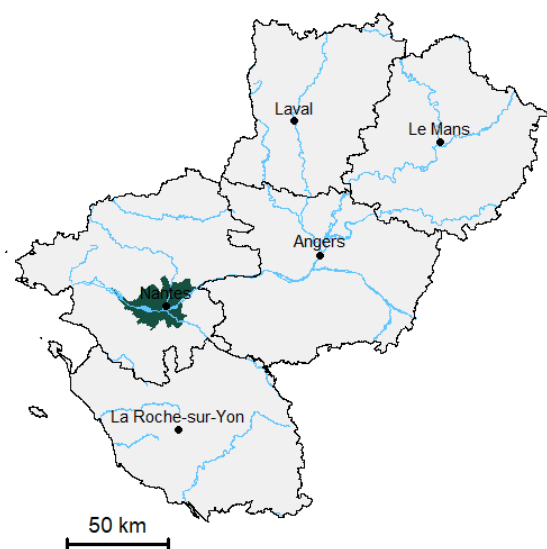 Laval
Le Mans
Angers
Nantes
La Roche-sur-Yon
50 km